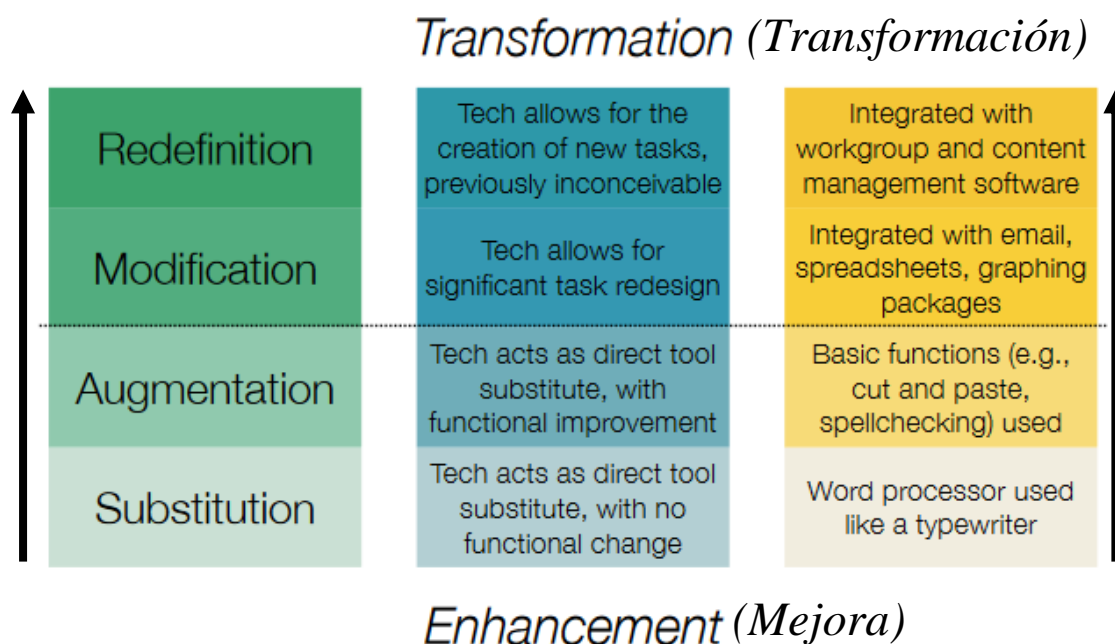 Transformation (Transformación)
Redefinition
Tech allows for the
creation of new tasks,
previously inconceivable
Integrated with
workgroup and content
management software
Modification
Tech allows for
significant task redesign
Integrated with email,
spreadsheets, graphing
packages
Augmentation
Tech acts as direct tool
substitute, with
functional improvement
Basic functions (e.g.,
cut and paste,
spellchecking) used
Substitution
Tech acts as direct tool
substitute, with no
functional change
Word processor used
like a typewriter
Enhancement (Mejora)